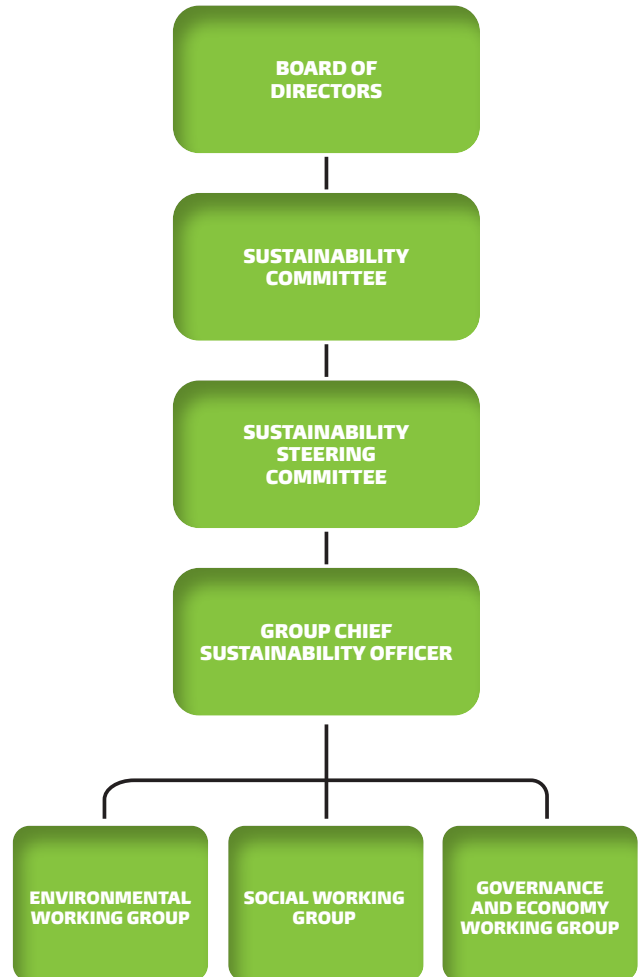 BOARD OF
DIRECTORS
SUSTAINABILITY
COMMITTEE
SUSTAINABILITY
STEERING
COMMITTEE
GROUP CHIEF
SUSTAINABILITY OFFICER
ENVIRONMENTAL
WORKING GROUP
SOCIAL WORKING
GROUP
GOVERNANCE
AND ECONOMY
WORKING GROUP